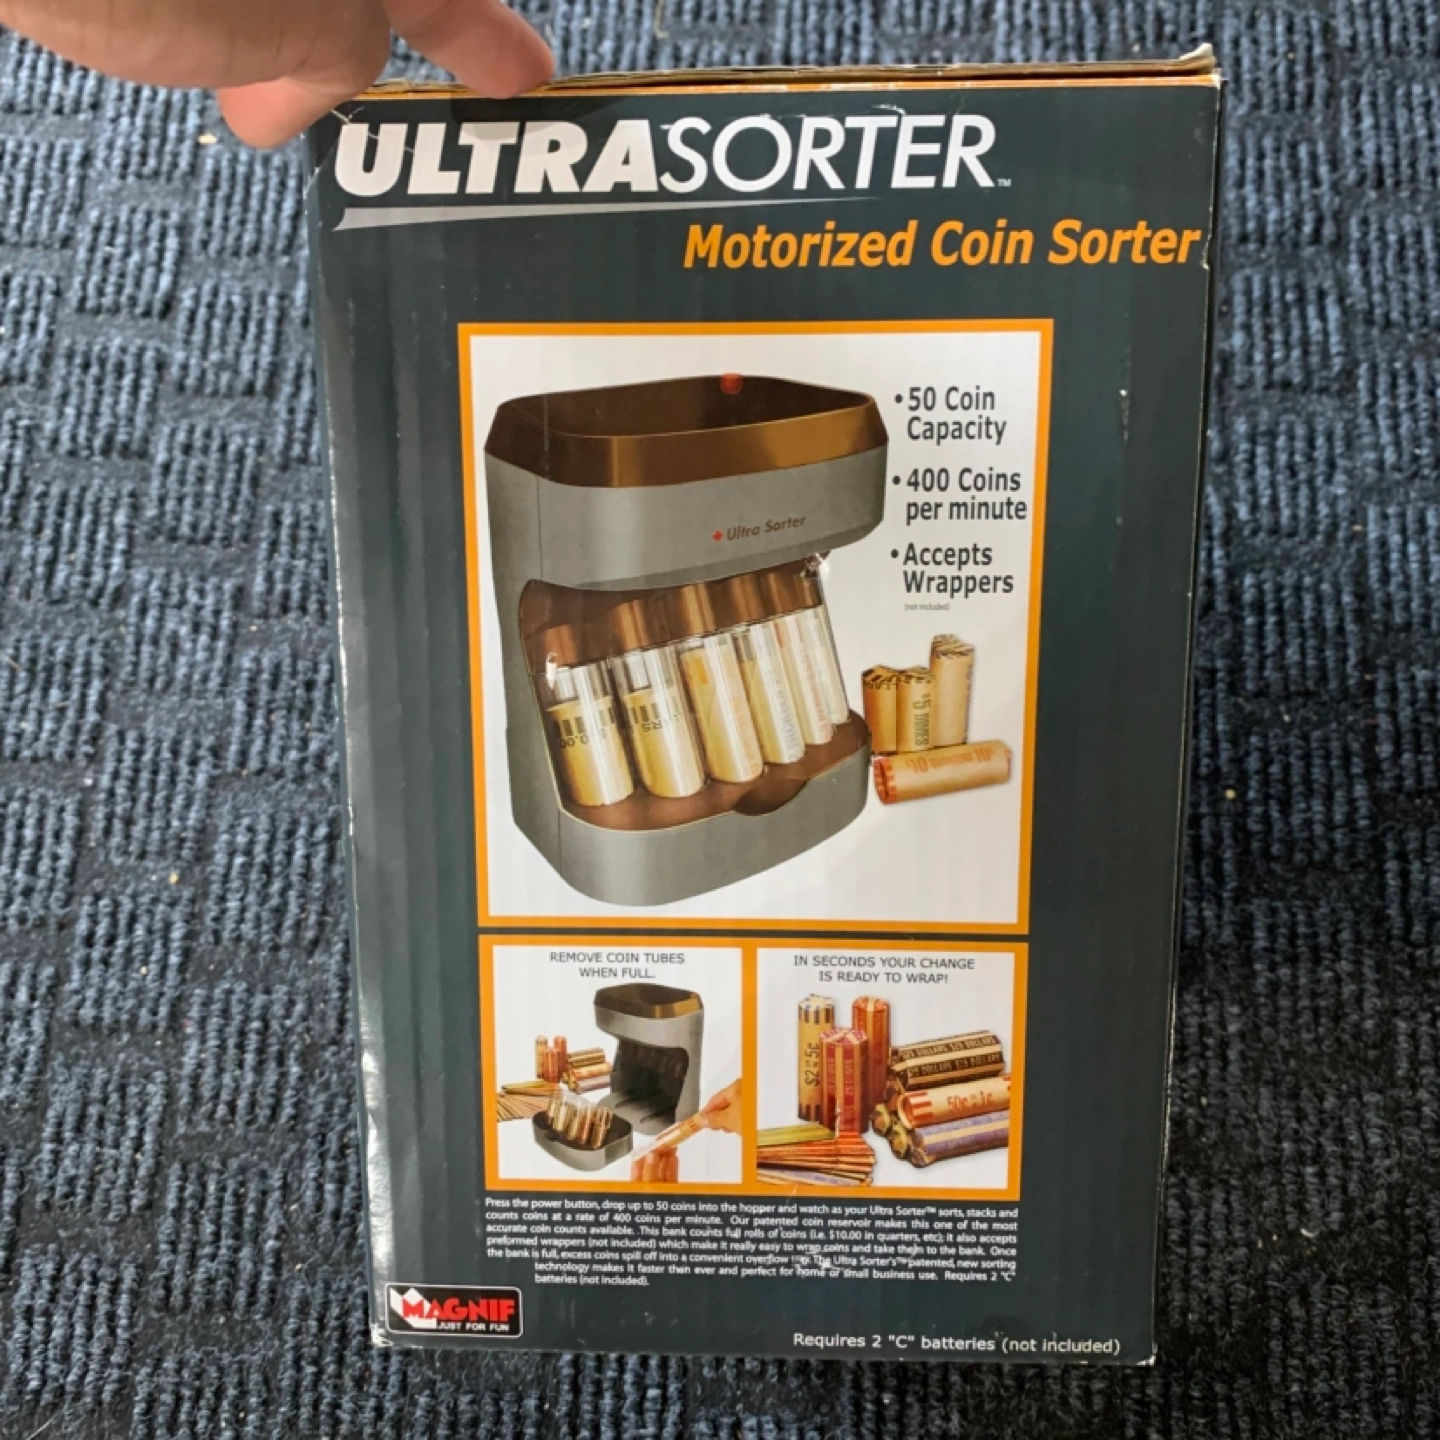 ULTRASORTER™
Motorized Coin Sorter
• 50 Coin
Capacity
• 400 Coins
per minute
• Accepts
Wrappers
(not included)
Ultra Sorter
REMOVE COIN TUBES
WHEN FULL.
IN SECONDS YOUR CHANGE
IS READY TO WRAP!
$2 5¢
50¢ 1¢
Press the power button, drop up to 50 coins into the hopper and watch as your Ultra Sorter™ sorts, stacks and
counts coins at a rate of 400 coins per minute. Our patented coin reservoir makes this one of the most
accurate coin counts available. This bank counts full rolls of coins (i.e. $10.00 in quarters, etc); it also accepts
preformed wrappers (not included) which make it really easy to wrap coins and take them to the bank. Once
the bank is full, excess coins spill off into a convenient overflow The Ultra Sorter's™ patented, new sorting
technology makes it faster than ever and perfect for home or small business use. Requires 2 "C"
batteries (not included).
MAGNIF
JUST FOR FUN
Requires 2 "C" batteries (not included)